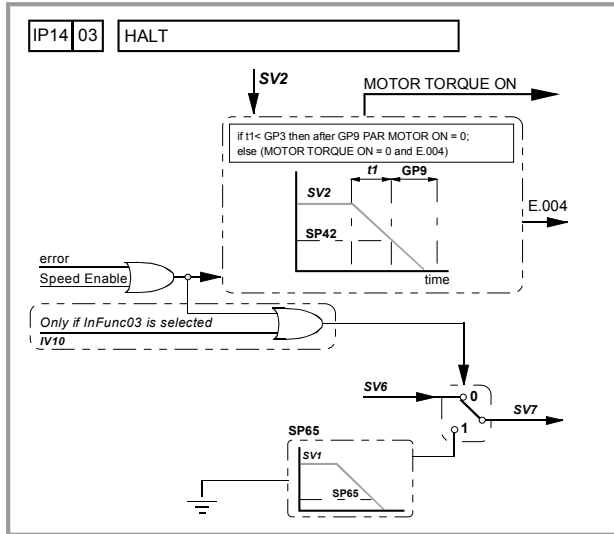 IP14 03 HALT
SV2
MOTOR TORQUE ON
if t1< GP3 then after GP9 PAR MOTOR ON = 0;
else (MOTOR TORQUE ON = 0 and E.004)
t1 GP9
SV2
E.004
SP42
time
error
Speed Enable
Only if InFunc03 is selected
IV10
SV6
0
SV7
1
SP65
SV1
SP65